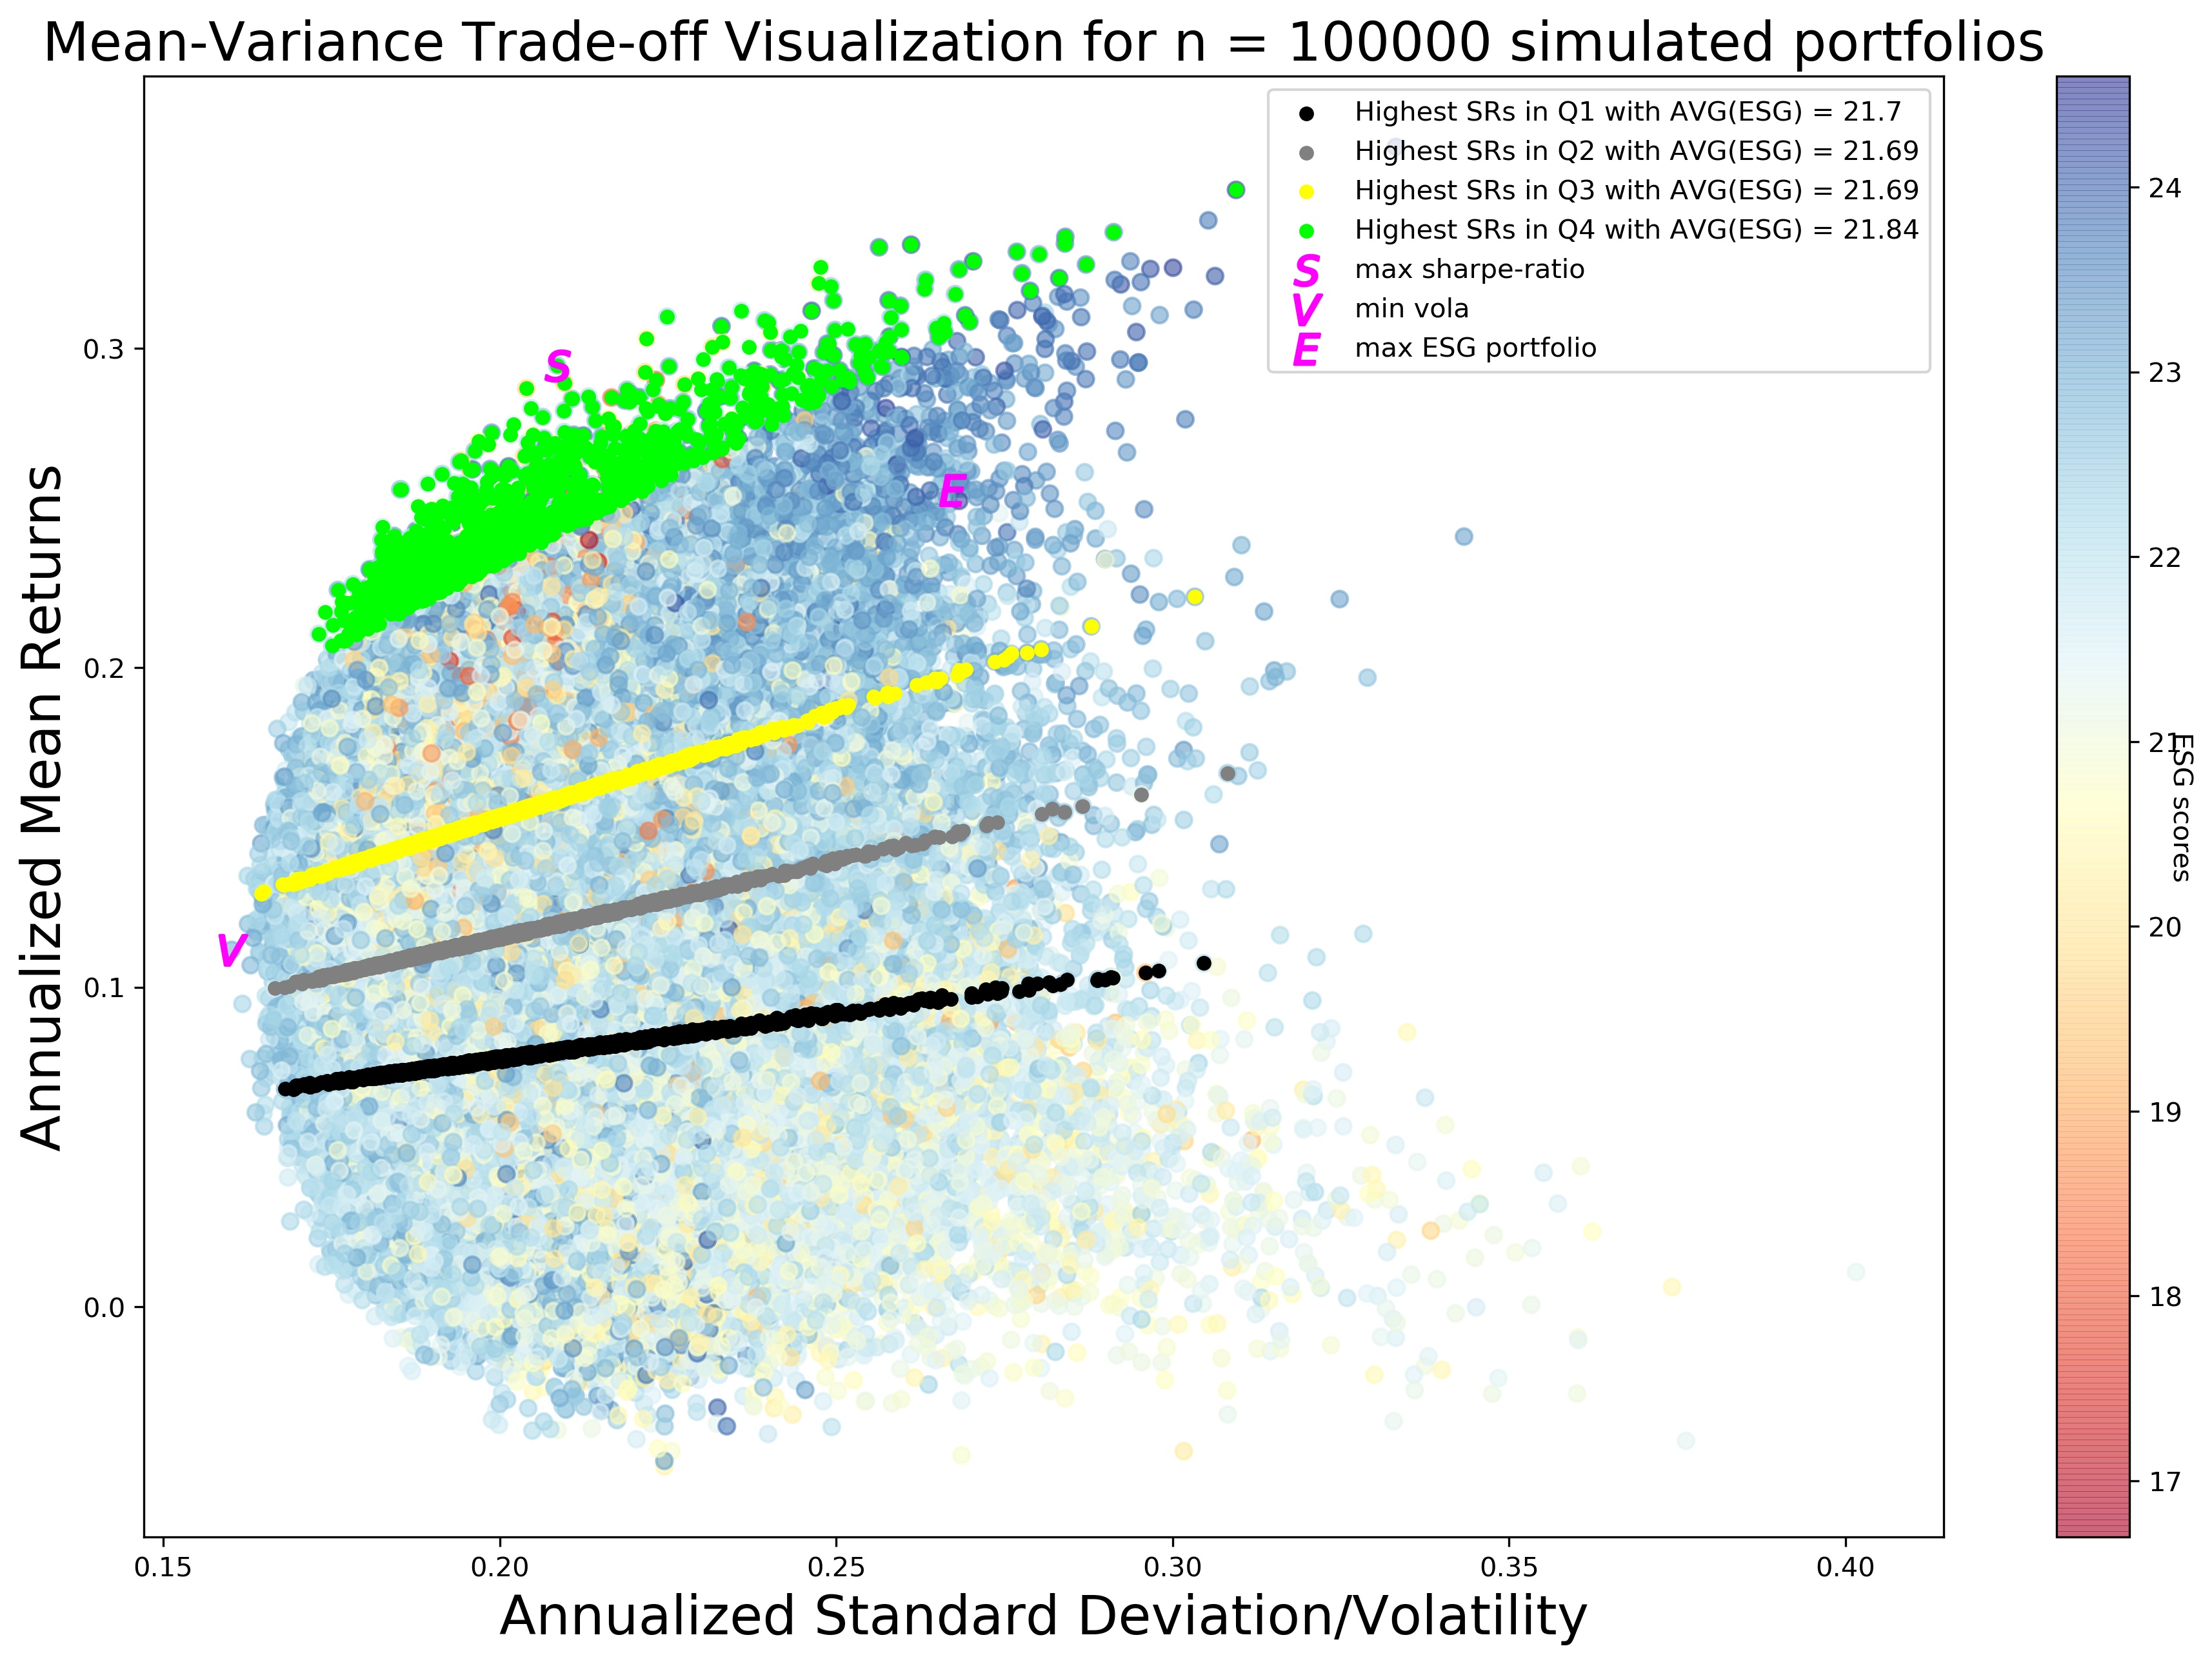 Mean-Variance Trade-off Visualization for n = 100000 simulated portfolios
Highest SRs in Q1 with AVG(ESG) = 21.7
Highest SRs in Q2 with AVG(ESG) = 21.69
Highest SRs in Q3 with AVG(ESG) = 21.69
Highest SRs in Q4 with AVG(ESG) = 21.84
S max sharpe-ratio
V min vola
E max ESG portfolio
S
E
V
Annualized Mean Returns
0.3
0.2
0.1
0.0
0.15 0.20 0.25 0.30 0.35 0.40
Annualized Standard Deviation/Volatility
24
23
22
21
20
19
18
17
ESG scores